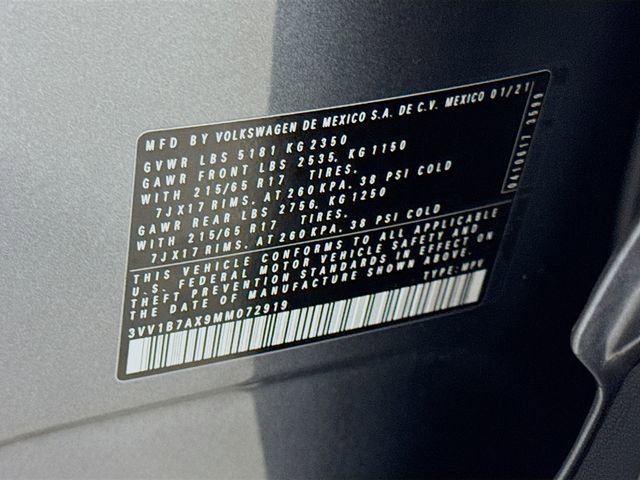 MFD BY VOLKSWAGEN DE MEXICO S.A. DE C.V. MEXICO 01/21
GVWR LBS 5181 KG 2350
GAWR FRONT LBS 2535, KG 1150
WITH 215/65 R17 TIRES,
7JX17 RIMS, AT 260 KPA, 38 PSI COLD
GAWR REAR LBS 2756, KG 1250
WITH 215/65 R17 TIRES,
7JX17 RIMS, AT 260 KPA, 38 PSI COLD
THIS VEHICLE CONFORMS TO ALL APPLICABLE
U.S. FEDERAL MOTOR VEHICLE SAFETY AND
THEFT PREVENTION STANDARDS IN EFFECT ON
THE DATE OF MANUFACTURE SHOWN ABOVE.
3VV1B7AX9MM072919 TYPE: MPV